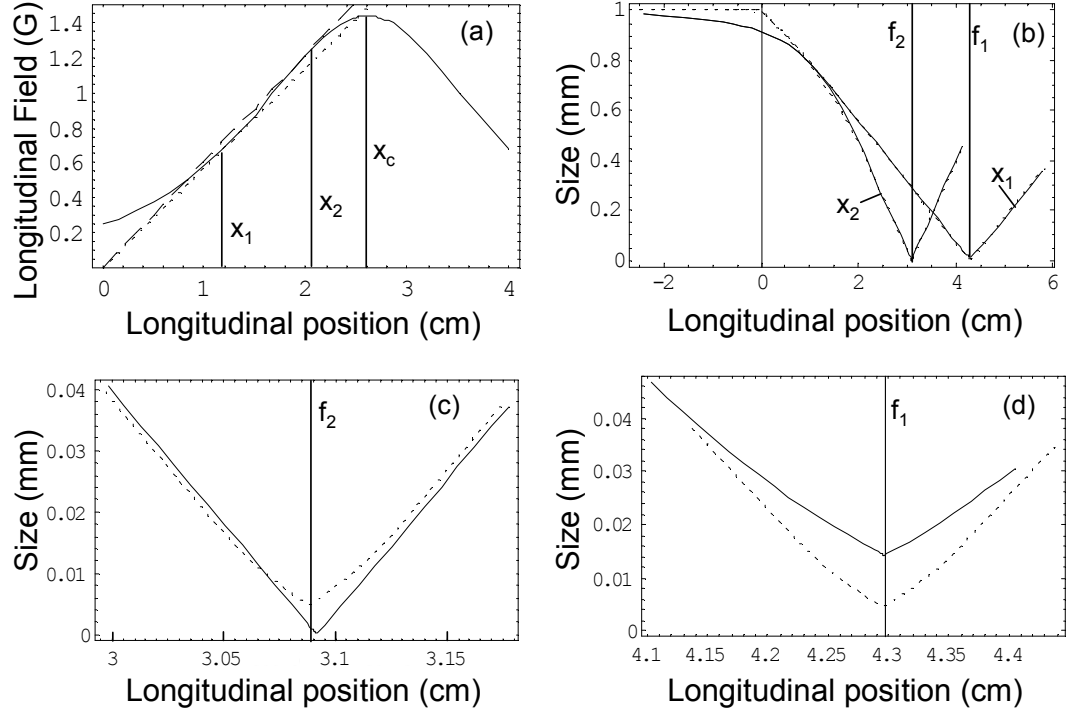 Longitudinal Field (G)
1.4
1.2
1
0.8
0.6
0.4
0.2
(a)
x1
x2
xc
0 1 2 3 4
Longitudinal position (cm)
Size (mm)
1
0.8
0.6
0.4
0.2
0
f2
f1
(b)
x2
x1
-2 0 2 4 6
Longitudinal position (cm)
Size (mm)
0.04
0.03
0.02
0.01
0
f2
(c)
3 3.05 3.1 3.15
Longitudinal position (cm)
Size (mm)
0.04
0.03
0.02
0.01
0
f1
(d)
4.1 4.15 4.2 4.25 4.3 4.35 4.4
Longitudinal position (cm)